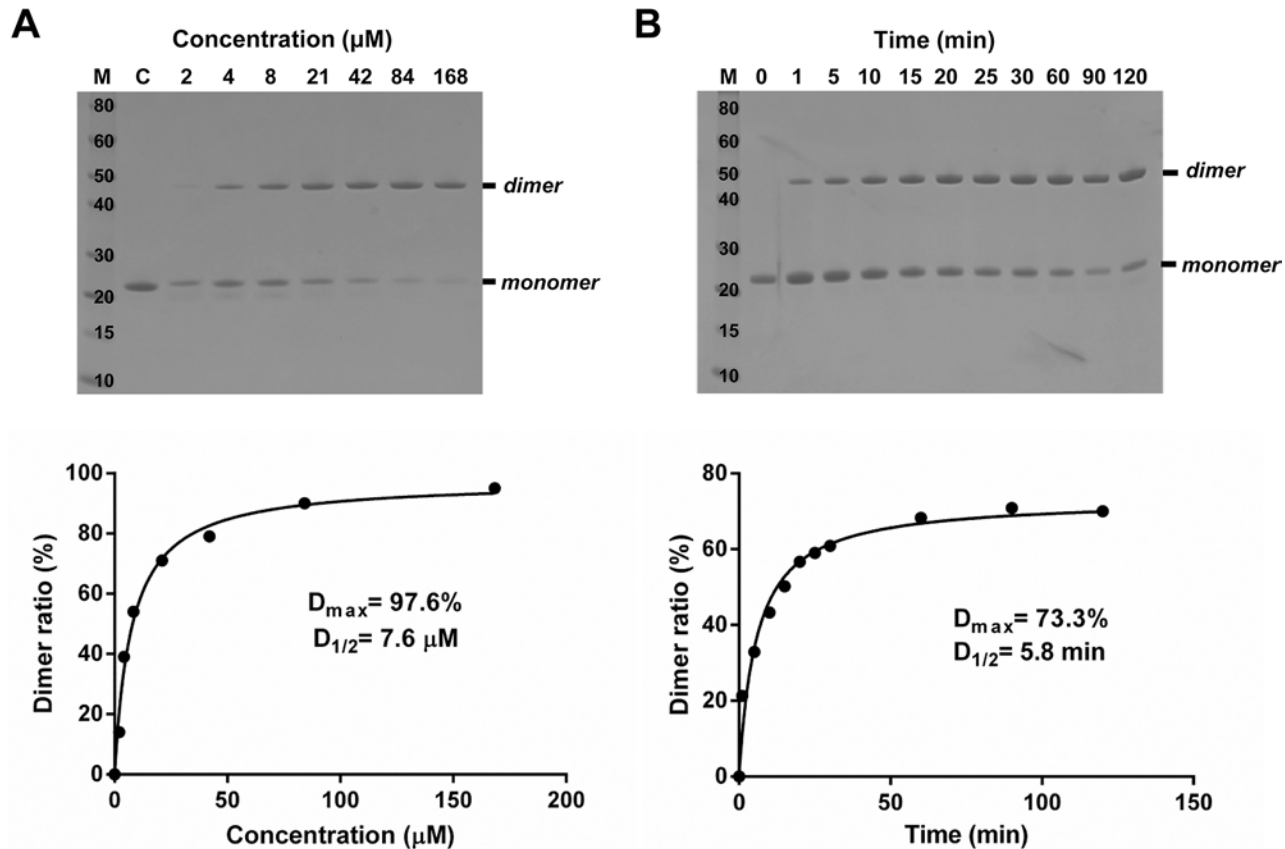 A
Concentration (µM)
M C 2 4 8 21 42 84 168
80
60
50
40
30
20
15
10
dimer
monomer
B
Time (min)
M 0 1 5 10 15 20 25 30 60 90 120
80
60
50
40
30
20
15
10
dimer
monomer
100
80
60
40
20
0
Dimer ratio (%)
Dmax= 97.6%
D1/2= 7.6 µM
0 50 100 150 200
Concentration (µM)
80
60
40
20
0
Dimer ratio (%)
Dmax= 73.3%
D1/2= 5.8 min
0 50 100 150
Time (min)